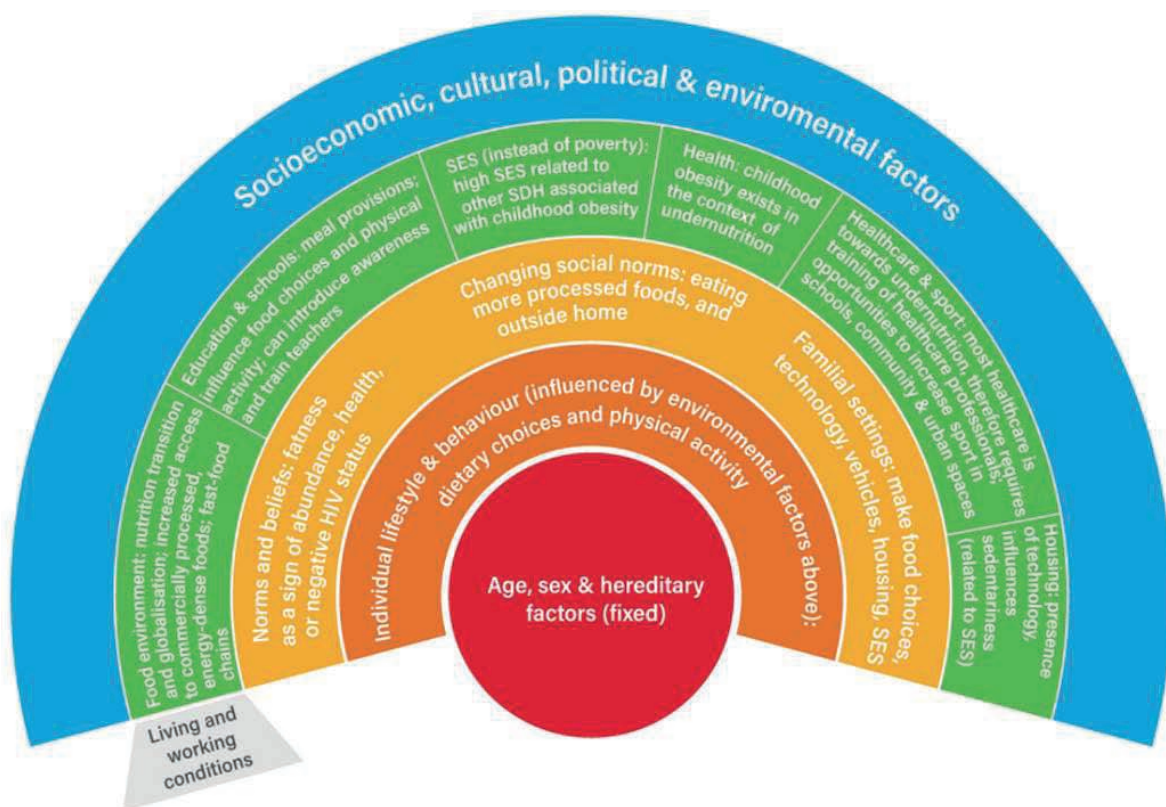 Socioeconomic, cultural, political & enviromental factors
Food environment: nutrition transition
and globalisation; increased access
to commercially processed,
energy-dense foods; fast-food
chains
Education & schools: meal provisions;
influence food choices and physical
activity; can introduce awareness
and train teachers
SES (instead of poverty):
high SES related to
other SDH associated
with childhood obesity
Health: childhood
obesity exists in
the context of
undernutrition
Healthcare & sport: most healthcare is
towards undernutrition, therefore requires
training of healthcare professionals;
opportunities to increase sport in
schools, community & urban spaces
Housing: presence
of technology,
influences
sedentariness
(related to SES)
Norms and beliefs: fatness
as a sign of abundance, health,
or negative HIV status
Changing social norms: eating
more processed foods, and
outside home
Familial settings: make food choices,
technology, vehicles, housing, SES
Individual lifestyle & behaviour (influenced by environmental factors above):
dietary choices and physical activity
Age, sex & hereditary
factors (fixed)
Living and
working
conditions